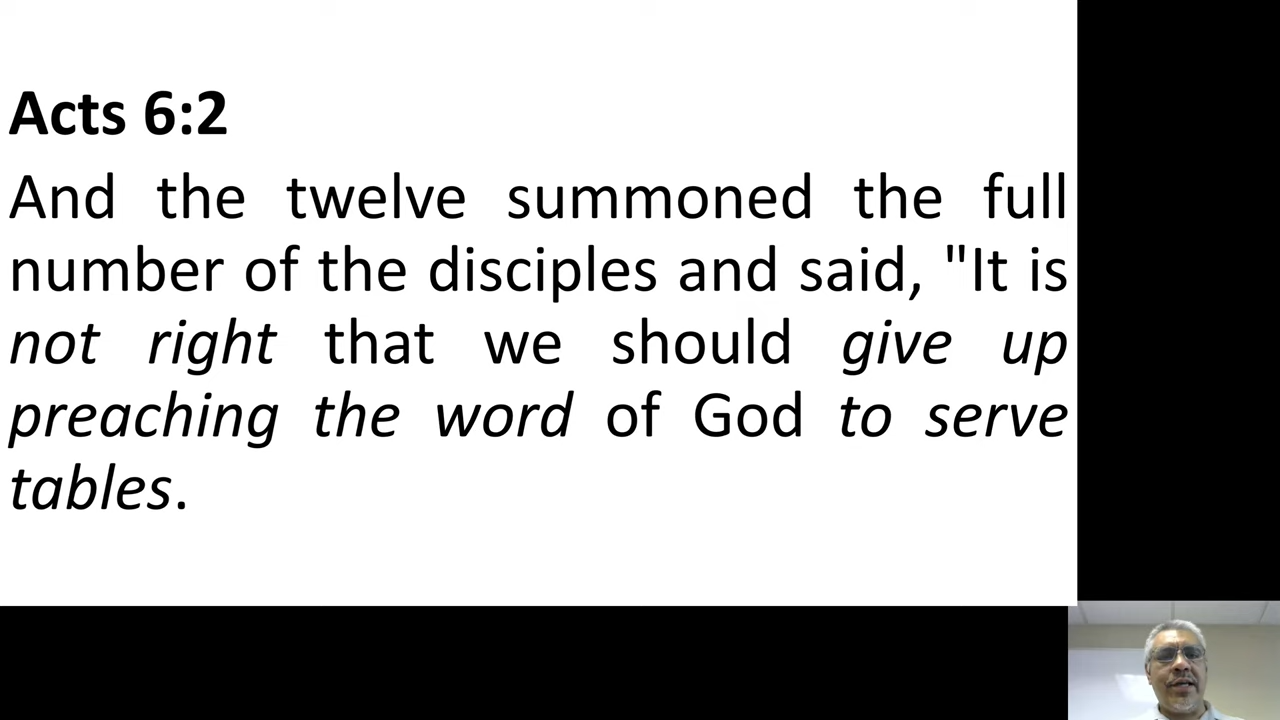 Acts 6:2
And the twelve summoned the full
number of the disciples and said, "It is
not right that we should give up
preaching the word of God to serve
tables.